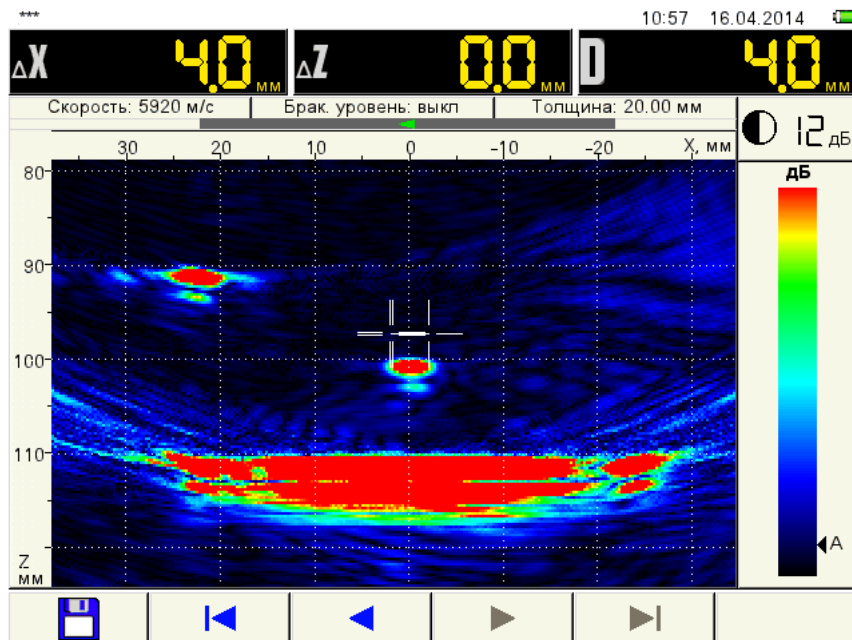 ***
10:57 16.04.2014
ΔX 4.0 мм ΔZ 0.0 мм D 4.0 мм
Скорость: 5920 м/с Брак. уровень: выкл Толщина: 20.00 мм
12 дБ
30 20 10 0 -10 -20 X, мм
дБ
80
90
100
110
A
Z
мм